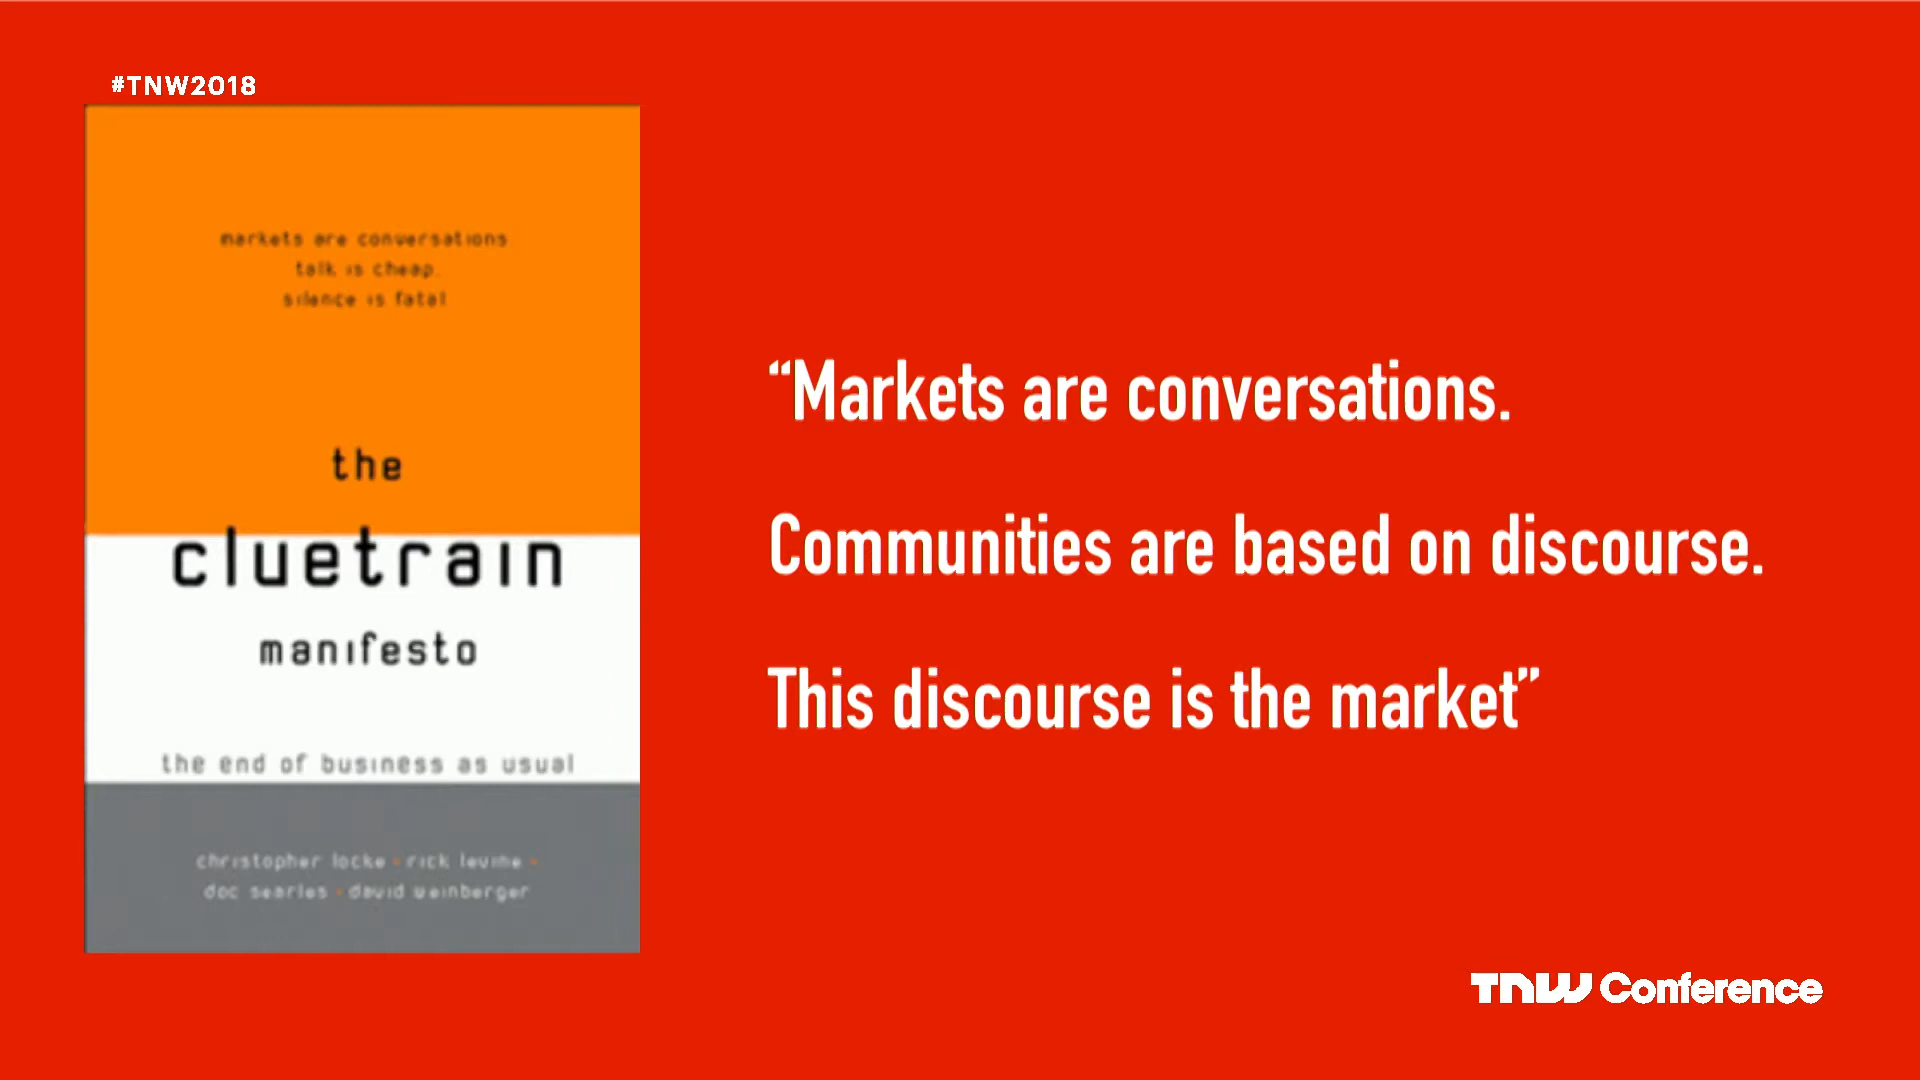 #TNW2018
markets are conversations
talk is cheap.
silence is fatal
the
cluetrain
manifesto
the end of business as usual
christopher locke • rick levine •
doc searles • david weinberger
“Markets are conversations.
Communities are based on discourse.
This discourse is the market”
TNW Conference